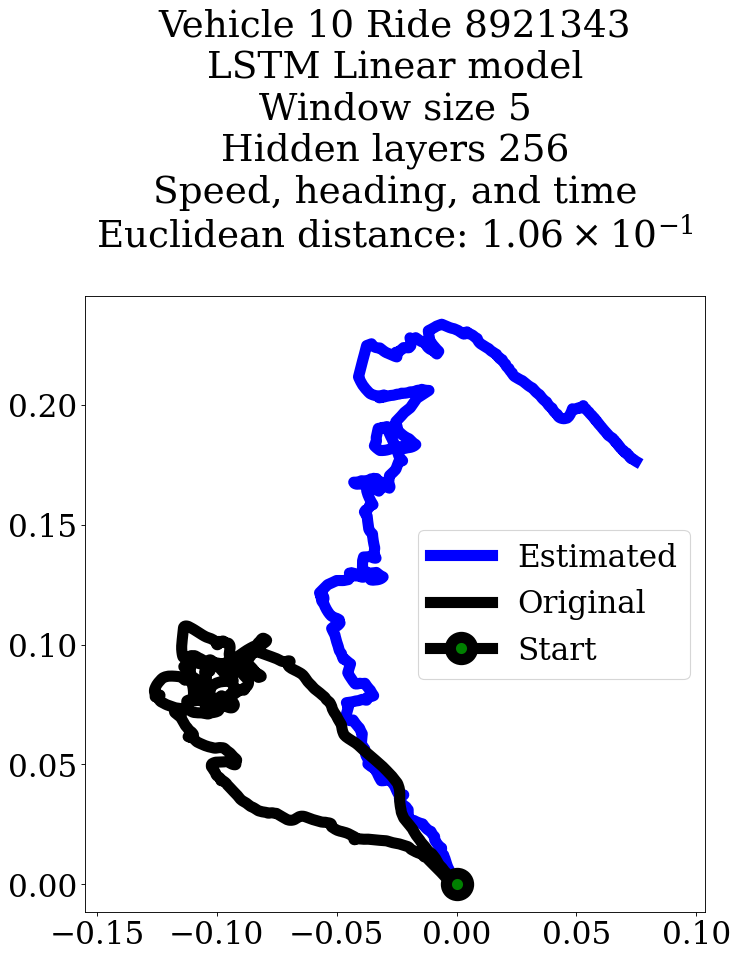 Vehicle 10 Ride 8921343
LSTM Linear model
Window size 5
Hidden layers 256
Speed, heading, and time
Euclidean distance: 1.06 × 10⁻¹
0.20
0.15
0.10
0.05
0.00
Estimated
Original
Start
−0.15 −0.10 −0.05 0.00 0.05 0.10